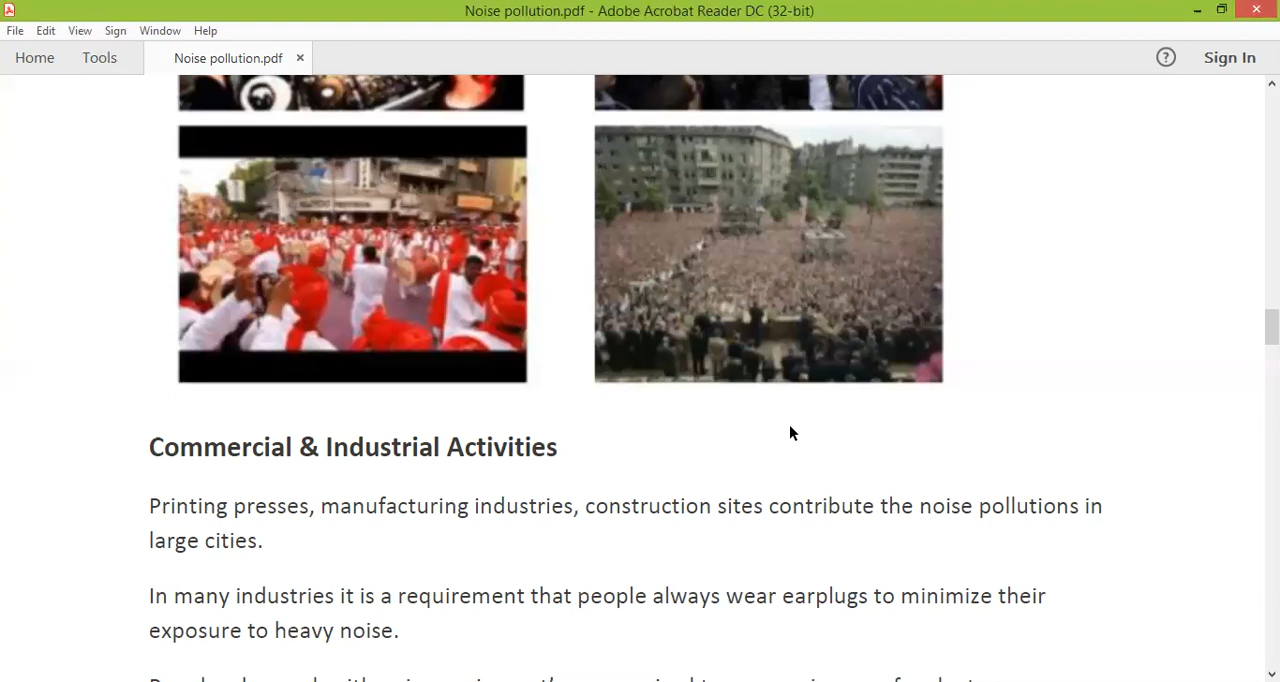 Noise pollution.pdf - Adobe Acrobat Reader DC (32-bit)
File Edit View Sign Window Help
Home Tools Noise pollution.pdf × ? Sign In
Commercial & Industrial Activities
Printing presses, manufacturing industries, construction sites contribute the noise pollutions in
large cities.
In many industries it is a requirement that people always wear earplugs to minimize their
exposure to heavy noise.